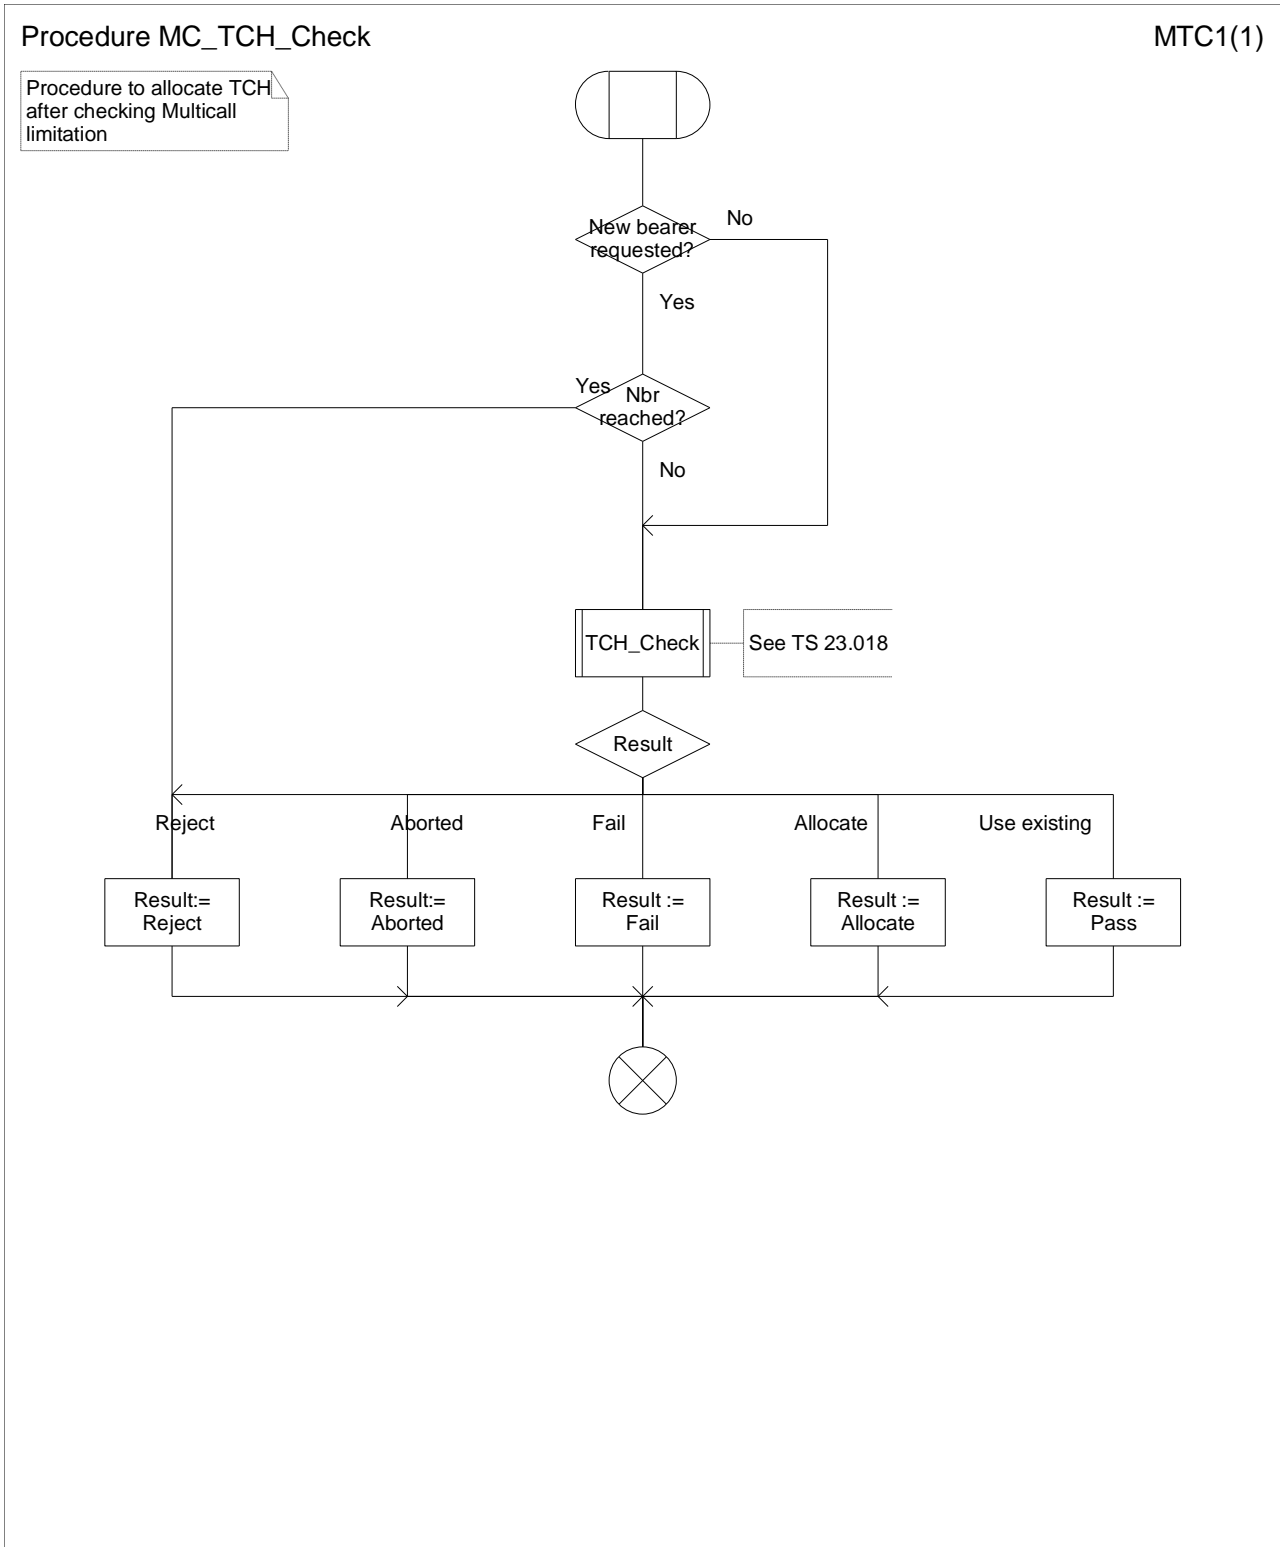 Procedure MC_TCH_Check
MTC1(1)
Procedure to allocate TCH
after checking Multicall
limitation
New bearer
requested?
No
Yes
Yes
Nbr
reached?
No
TCH_Check
See TS 23.018
Result
Reject
Aborted
Fail
Allocate
Use existing
Result:=
Reject
Result:=
Aborted
Result :=
Fail
Result :=
Allocate
Result :=
Pass